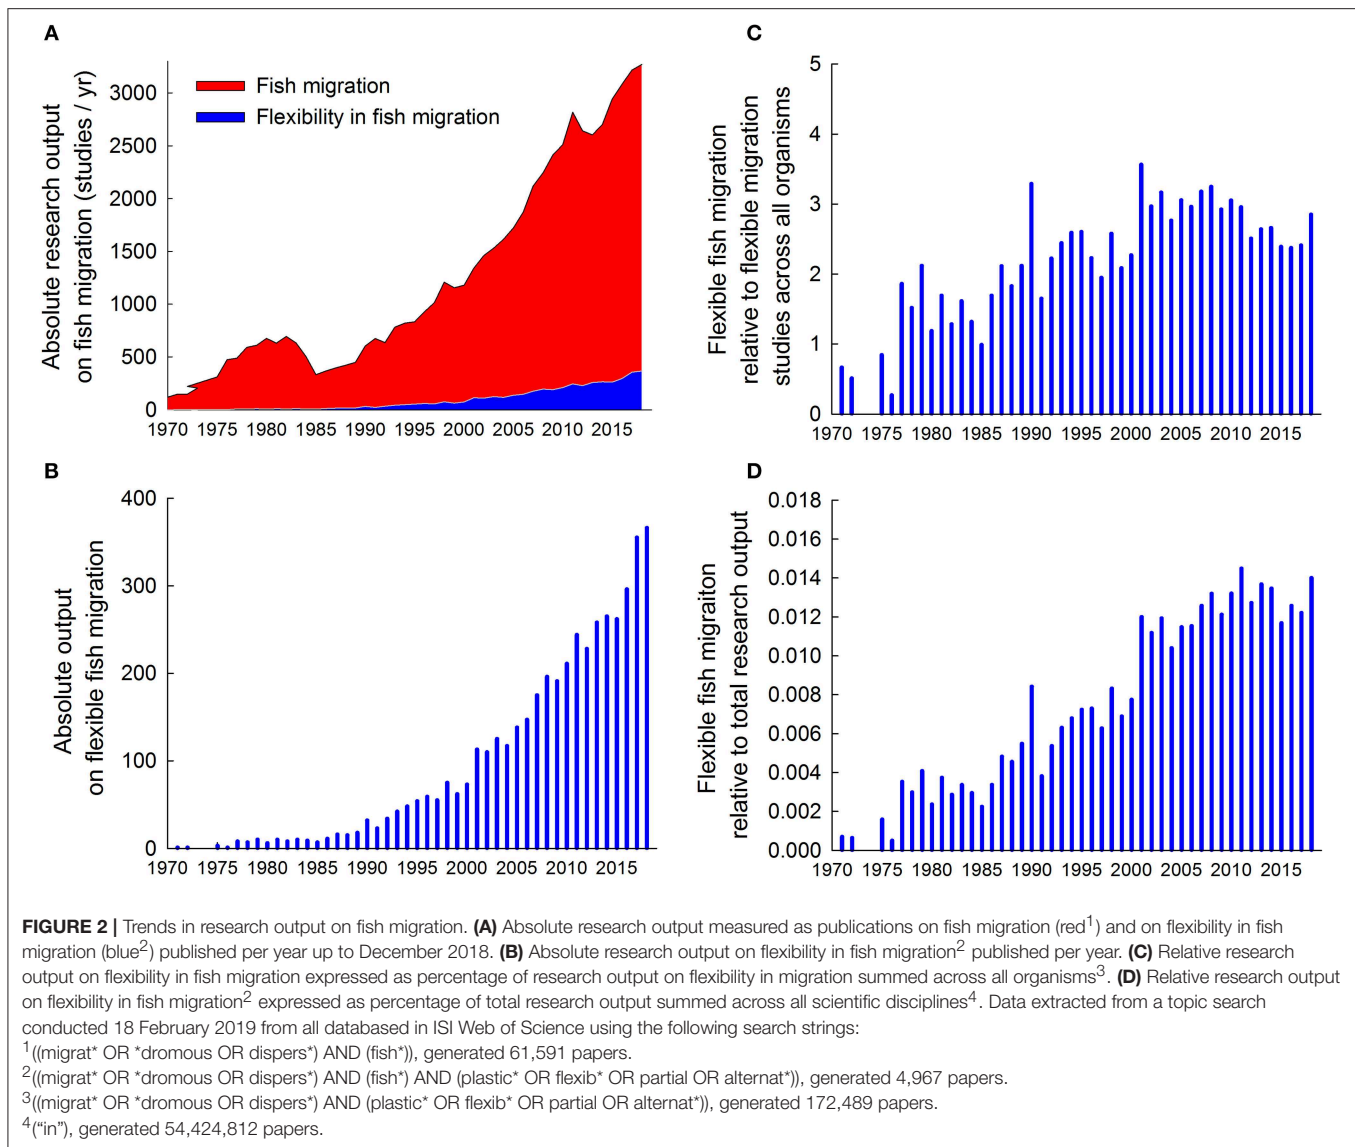 A
Absolute research output
on fish migration (studies / yr)
3000
2500
2000
1500
1000
500
0
Fish migration
Flexibility in fish migration
1970 1975 1980 1985 1990 1995 2000 2005 2010 2015
C
Flexible fish migration
relative to flexible migration
studies across all organisms
5
4
3
2
1
0
1970 1975 1980 1985 1990 1995 2000 2005 2010 2015
B
Absolute output
on flexible fish migration
400
300
200
100
0
1970 1975 1980 1985 1990 1995 2000 2005 2010 2015
D
Flexible fish migraiton
relative to total research output
0.018
0.016
0.014
0.012
0.010
0.008
0.006
0.004
0.002
0.000
1970 1975 1980 1985 1990 1995 2000 2005 2010 2015
FIGURE 2 | Trends in research output on fish migration. (A) Absolute research output measured as publications on fish migration (red1) and on flexibility in fish
migration (blue2) published per year up to December 2018. (B) Absolute research output on flexibility in fish migration2 published per year. (C) Relative research
output on flexibility in fish migration expressed as percentage of research output on flexibility in migration summed across all organisms3. (D) Relative research output
on flexibility in fish migration2 expressed as percentage of total research output summed across all scientific disciplines4. Data extracted from a topic search
conducted 18 February 2019 from all databased in ISI Web of Science using the following search strings:
1((migrat* OR *dromous OR dispers*) AND (fish*)), generated 61,591 papers.
2((migrat* OR *dromous OR dispers*) AND (fish*) AND (plastic* OR flexib* OR partial OR alternat*)), generated 4,967 papers.
3((migrat* OR *dromous OR dispers*) AND (plastic* OR flexib* OR partial OR alternat*)), generated 172,489 papers.
4("in"), generated 54,424,812 papers.